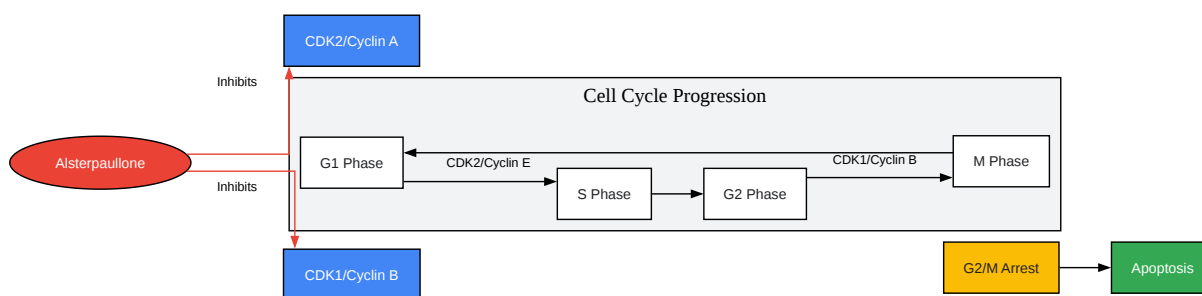 CDK2/Cyclin A
Inhibits
Cell Cycle Progression
Alsterpaullone
G1 Phase
CDK2/Cyclin E
CDK1/Cyclin B
M Phase
Inhibits
S Phase
G2 Phase
CDK1/Cyclin B
G2/M Arrest
Apoptosis